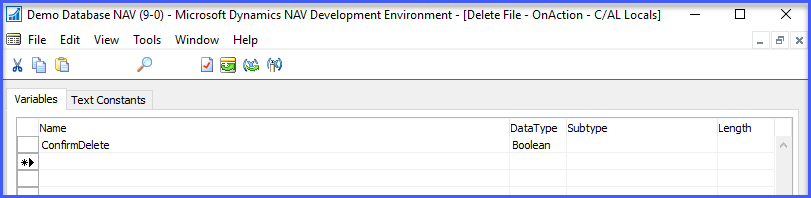 Demo Database NAV (9-0) - Microsoft Dynamics NAV Development Environment - [Delete File - OnAction - C/AL Locals]
File Edit View Tools Window Help
Variables Text Constants
Name DataType Subtype Length
ConfirmDelete Boolean